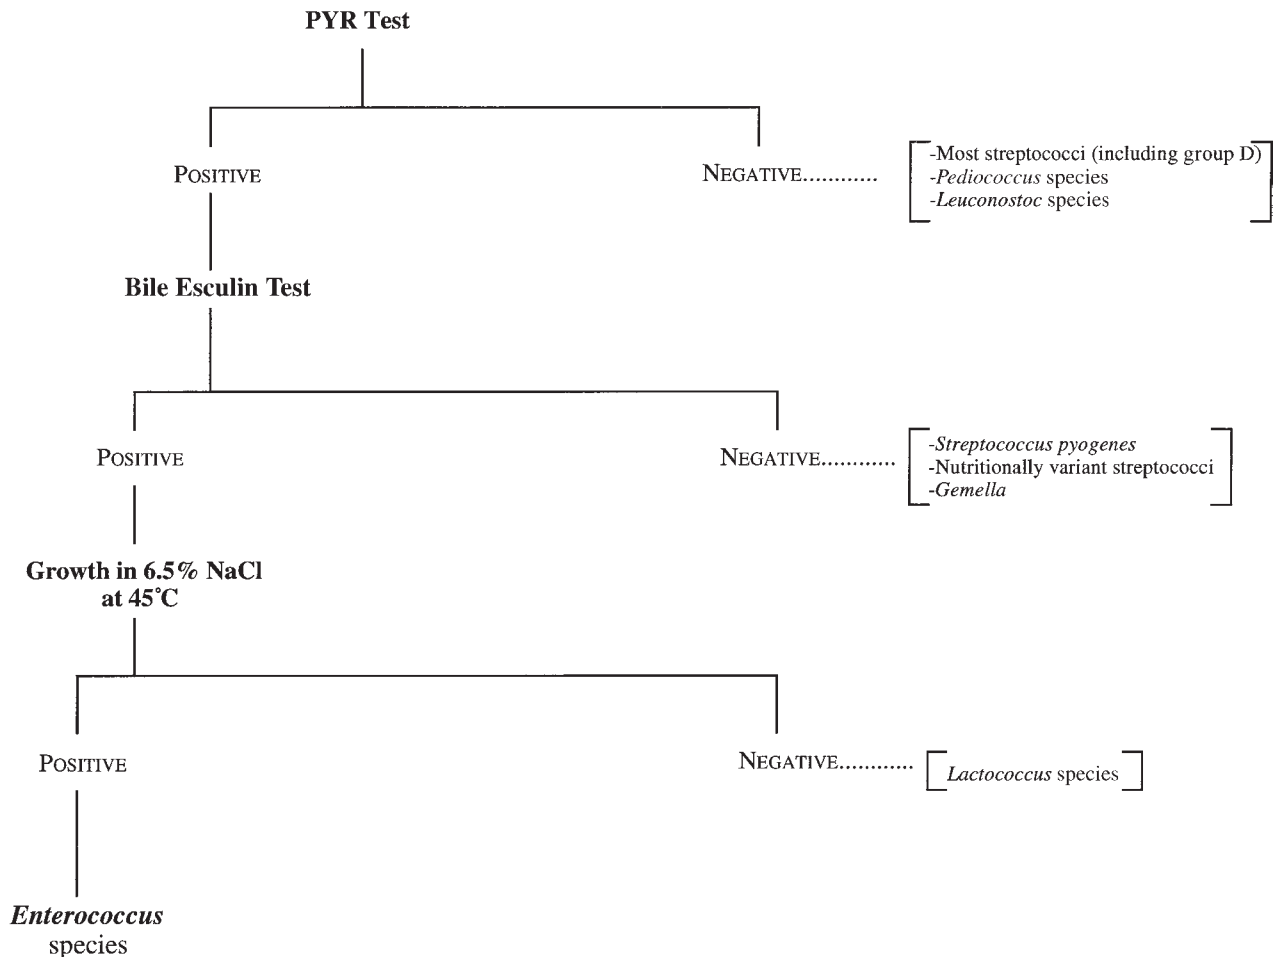 PYR Test
POSITIVE
NEGATIVE............
-Most streptococci (including group D)
-Pediococcus species
-Leuconostoc species
Bile Esculin Test
POSITIVE
NEGATIVE............
-Streptococcus pyogenes
-Nutritionally variant streptococci
-Gemella
Growth in 6.5% NaCl
at 45°C
POSITIVE
NEGATIVE............
Lactococcus species
Enterococcus
species